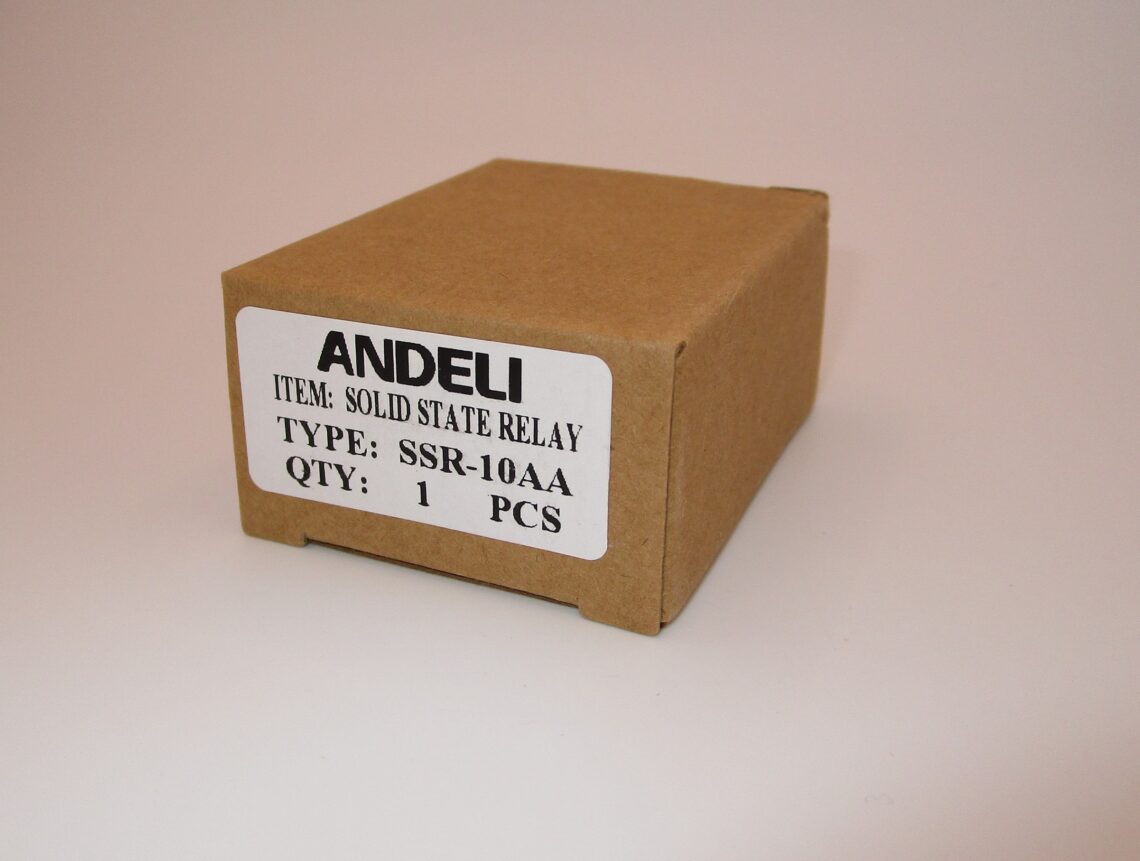 ANDELI
ITEM: SOLID STATE RELAY
TYPE: SSR-10AA
QTY: 1 PCS